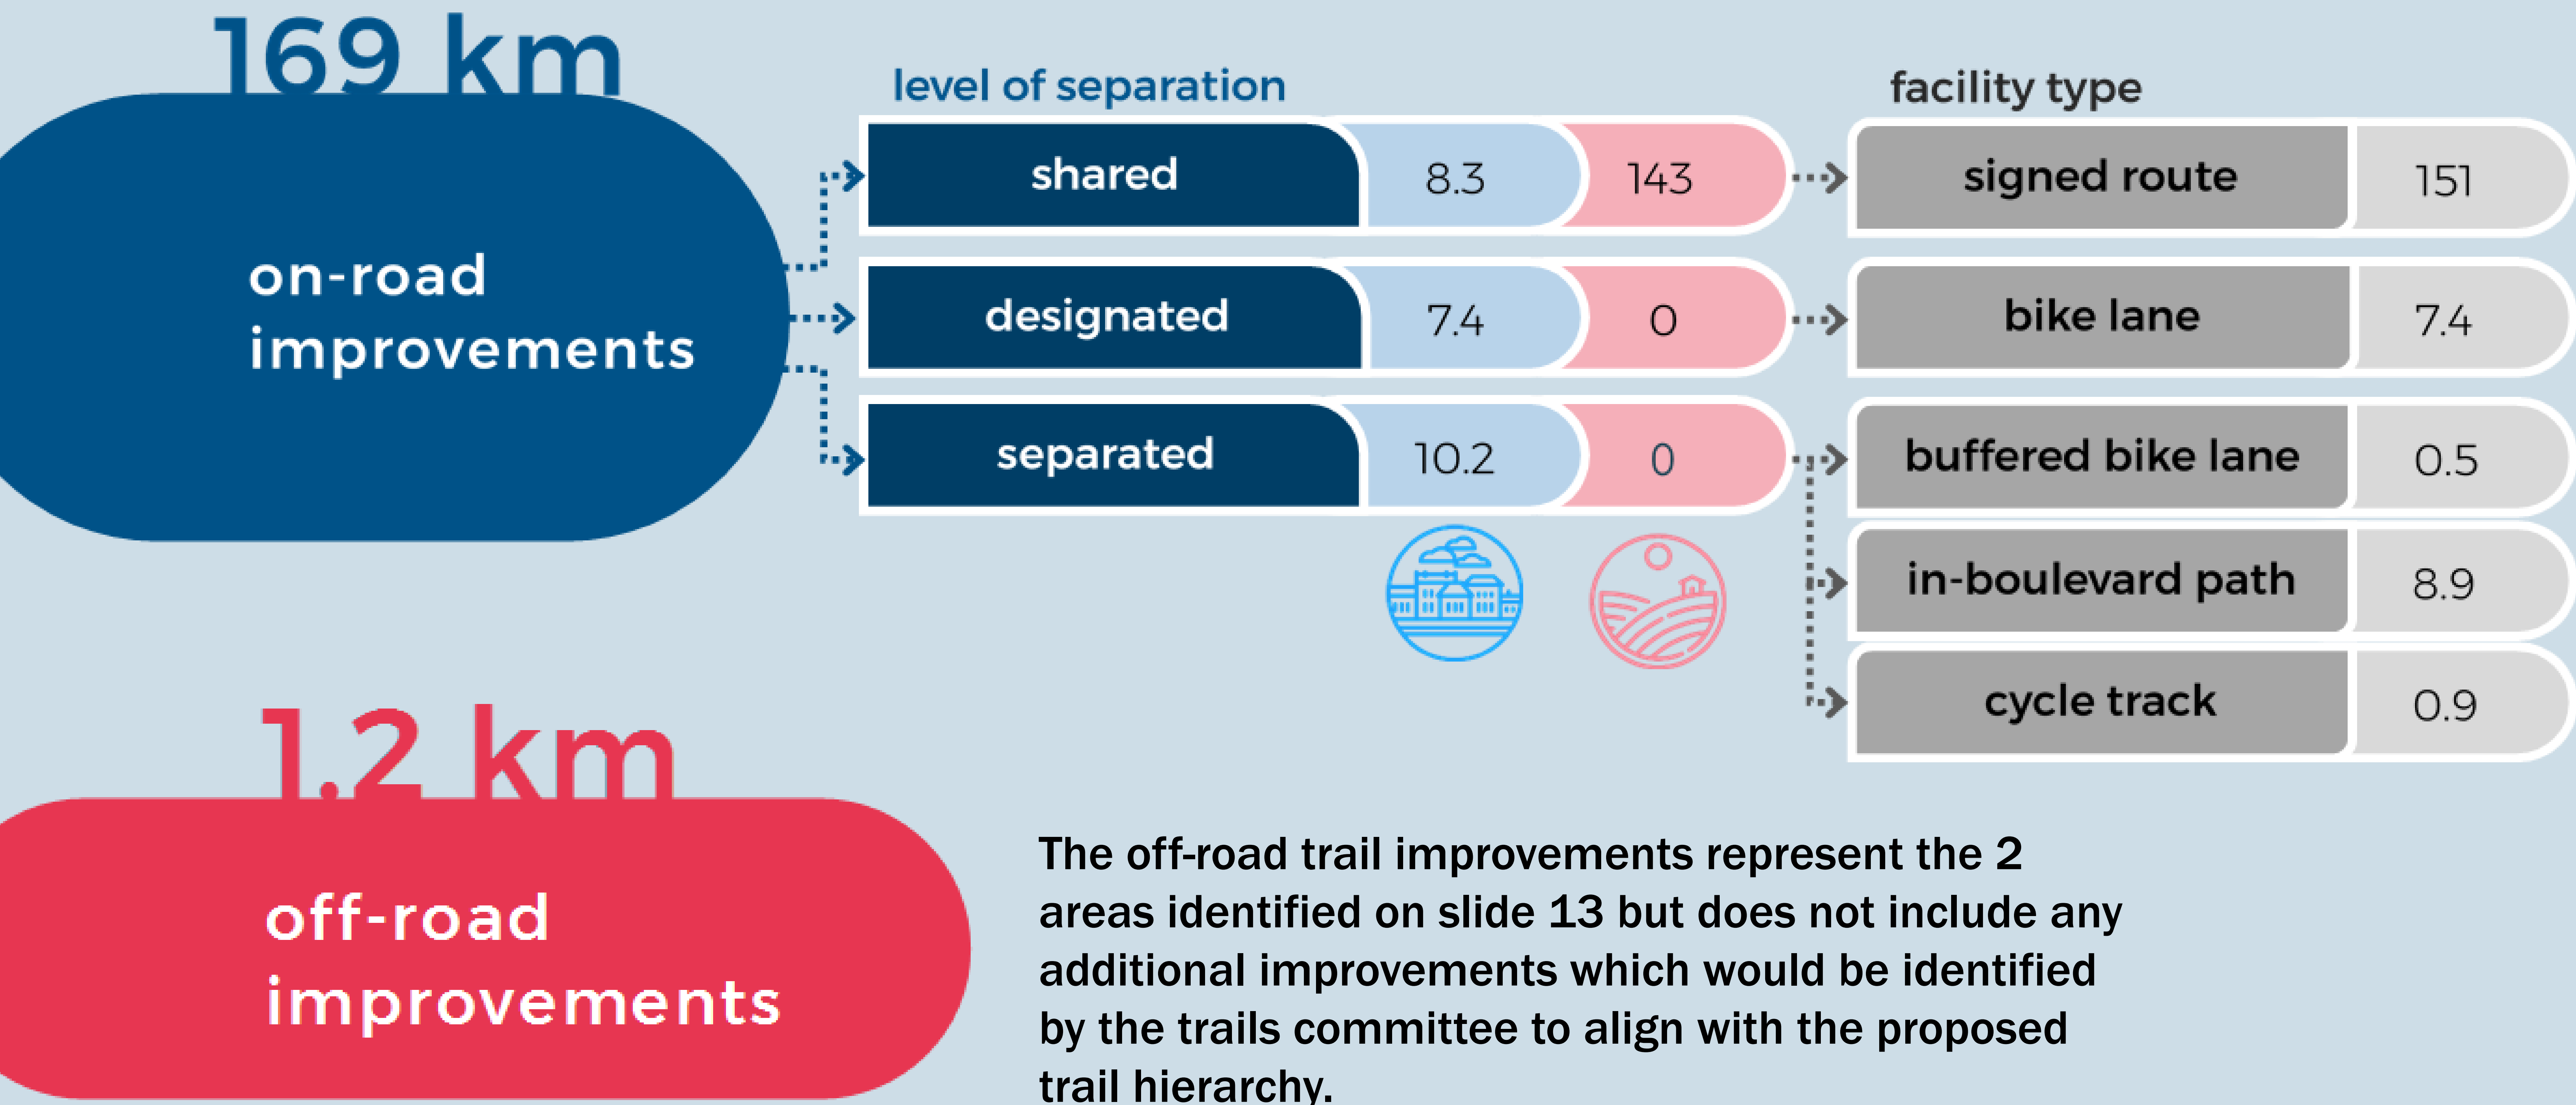 169 km
on-road
improvements
level of separation
shared 8.3 143
designated 7.4 0
separated 10.2 0
facility type
signed route 151
bike lane 7.4
buffered bike lane 0.5
in-boulevard path 8.9
cycle track 0.9
1.2 km
off-road
improvements
The off-road trail improvements represent the 2
areas identified on slide 13 but does not include any
additional improvements which would be identified
by the trails committee to align with the proposed
trail hierarchy.